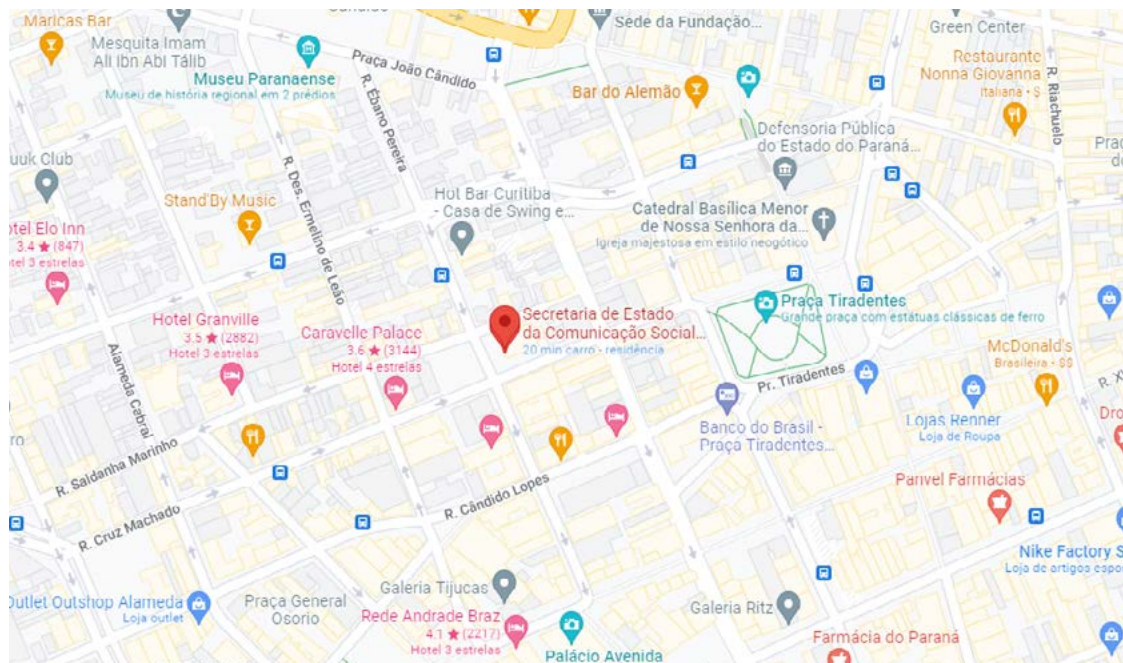 Maricas Bar
Sede da Fundação...
Green Center
Mesquita Imam
Ali Ibn Abi Tálib
Praça João Cândido
Museu Paranaense
Museu de história regional em 2 prédios
Restaurante
Nonna Giovanna
Italiana • $
R. Riachuelo
Bar do Alemão
R. Ébano Pereira
Defensoria Pública
do Estado do Paraná...
uuk Club
R. Des. Ermelino de Leão
Hot Bar Curitiba
- Casa de Swing e...
Stand'By Music
Catedral Basílica Menor
de Nossa Senhora da...
Igreja majestosa em estilo neogótico
otel Elo Inn
3.4 ★ (847)
otel 3 estrelas
Praça Tiradentes
Grande praça com estátuas clássicas de ferro
Secretaria de Estado
da Comunicação Social...
20 min carro - residência
Hotel Granville
3.5 ★ (2882)
Hotel 3 estrelas
Caravelle Palace
3.6 ★ (3144)
Hotel 4 estrelas
McDonald's
Brasileira • $$
Alameda Cabral
Pr. Tiradentes
R. XV
Lojas Renner
Loja de Roupa
Dro
Banco do Brasil -
Praça Tiradentes...
R. Saldanha Marinho
Panvel Farmácias
R. Cândido Lopes
R. Cruz Machado
Nike Factory S
Loja de artigos espor
Galeria Tijucas
Outlet Outshop Alameda
Loja outlet
Praça General
Osorio
Galeria Ritz
Rede Andrade Braz
4.1 ★ (2217)
Hotel 3 estrelas
Farmácia do Paraná
Palácio Avenida